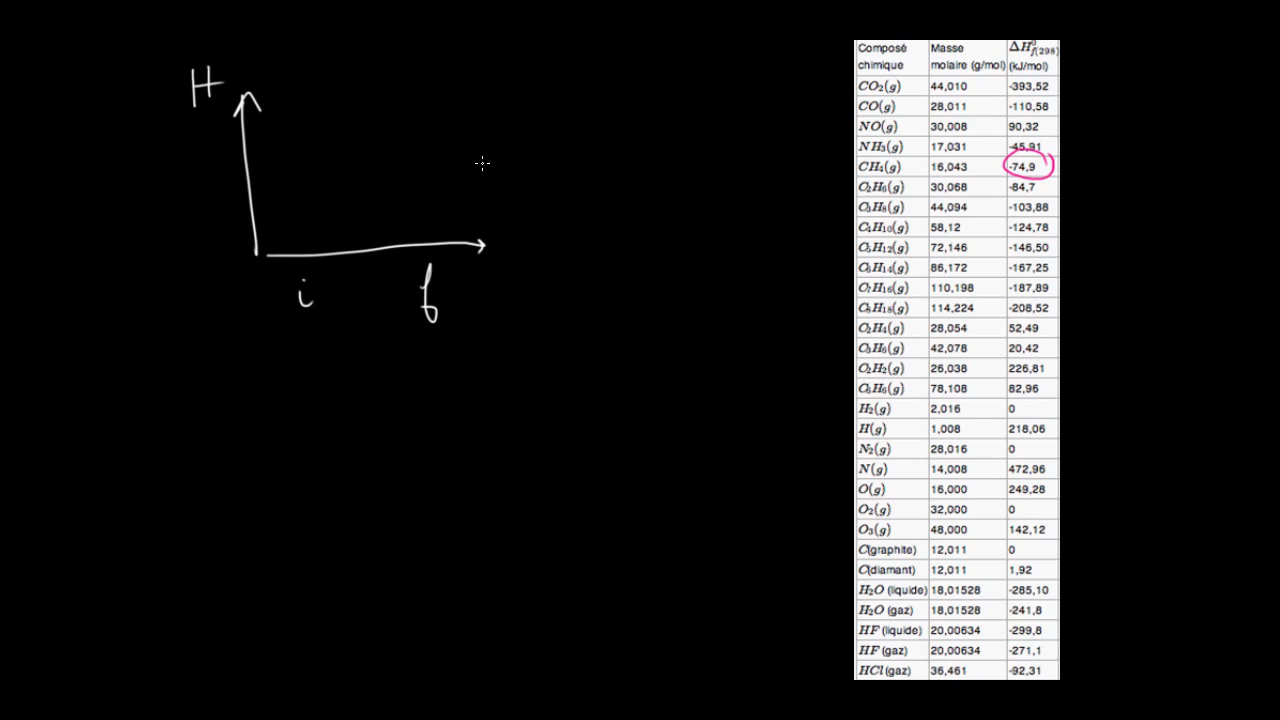 H
i f
Composé chimique Masse molaire (g/mol) ΔH⁰f(298) (kJ/mol)
CO₂(g) 44,010 -393,52
CO(g) 28,011 -110,58
NO(g) 30,008 90,32
NH₃(g) 17,031 -45,91
CH₄(g) 16,043 -74,9
C₂H₆(g) 30,068 -84,7
C₃H₈(g) 44,094 -103,88
C₄H₁₀(g) 58,12 -124,78
C₅H₁₂(g) 72,146 -146,50
C₆H₁₄(g) 86,172 -167,25
C₇H₁₆(g) 110,198 -187,89
C₈H₁₈(g) 114,224 -208,52
C₂H₄(g) 28,054 52,49
C₃H₆(g) 42,078 20,42
C₂H₂(g) 26,038 226,81
C₆H₆(g) 78,108 82,96
H₂(g) 2,016 0
H(g) 1,008 218,06
N₂(g) 28,016 0
N(g) 14,008 472,96
O(g) 16,000 249,28
O₂(g) 32,000 0
O₃(g) 48,000 142,12
C(graphite) 12,011 0
C(diamant) 12,011 1,92
H₂O (liquide) 18,01528 -285,10
H₂O (gaz) 18,01528 -241,8
HF (liquide) 20,00634 -299,8
HF (gaz) 20,00634 -271,1
HCl (gaz) 36,461 -92,31